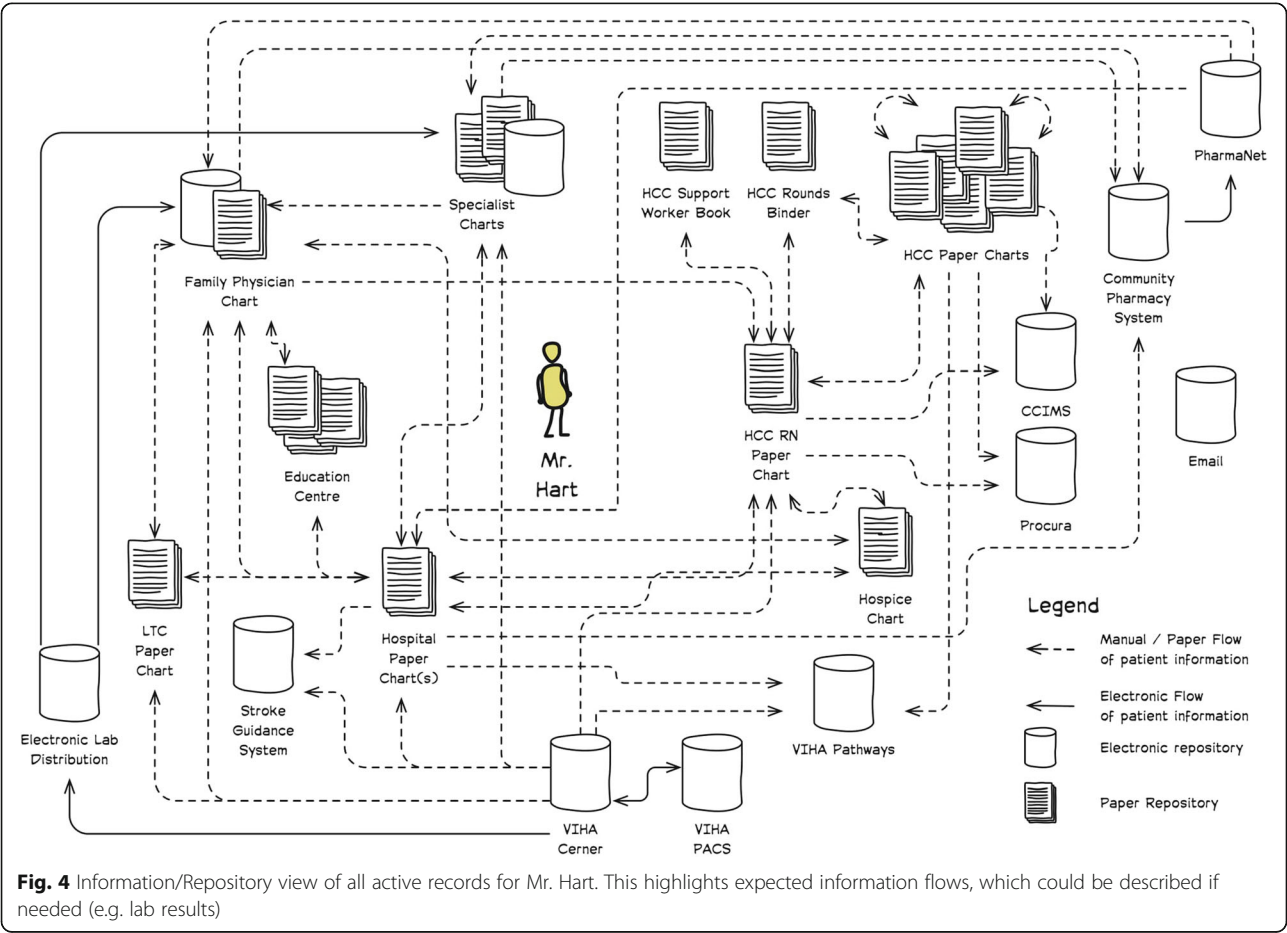 PharmaNet
Specialist
Charts
HCC Support
Worker Book
HCC Rounds
Binder
HCC Paper Charts
Family Physician
Chart
Community
Pharmacy
System
CCIMS
Email
HCC RN
Paper
Chart
Mr.
Hart
Education
Centre
Procura
LTC
Paper
Chart
Hospital
Paper
Chart(s)
Hospice
Chart
Stroke
Guidance
System
Electronic Lab
Distribution
VIHA Pathways
VIHA
Cerner
VIHA
PACS
Legend
Manual / Paper Flow
of patient information
Electronic Flow
of patient information
Electronic repository
Paper Repository
Fig. 4 Information/Repository view of all active records for Mr. Hart. This highlights expected information flows, which could be described if
needed (e.g. lab results)